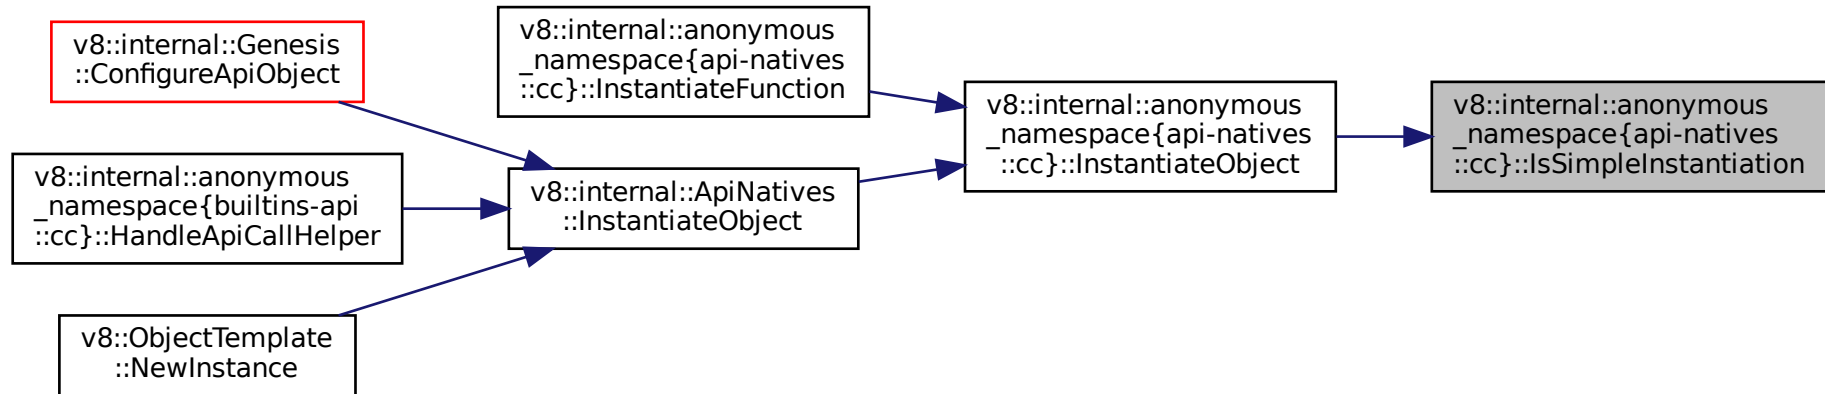 v8::internal::Genesis
::ConfigureApiObject
v8::internal::anonymous
_namespace{builtins-api
::cc}::HandleApiCallHelper
v8::ObjectTemplate
::NewInstance
v8::internal::anonymous
_namespace{api-natives
::cc}::InstantiateFunction
v8::internal::ApiNatives
::InstantiateObject
v8::internal::anonymous
_namespace{api-natives
::cc}::InstantiateObject
v8::internal::anonymous
_namespace{api-natives
::cc}::IsSimpleInstantiation